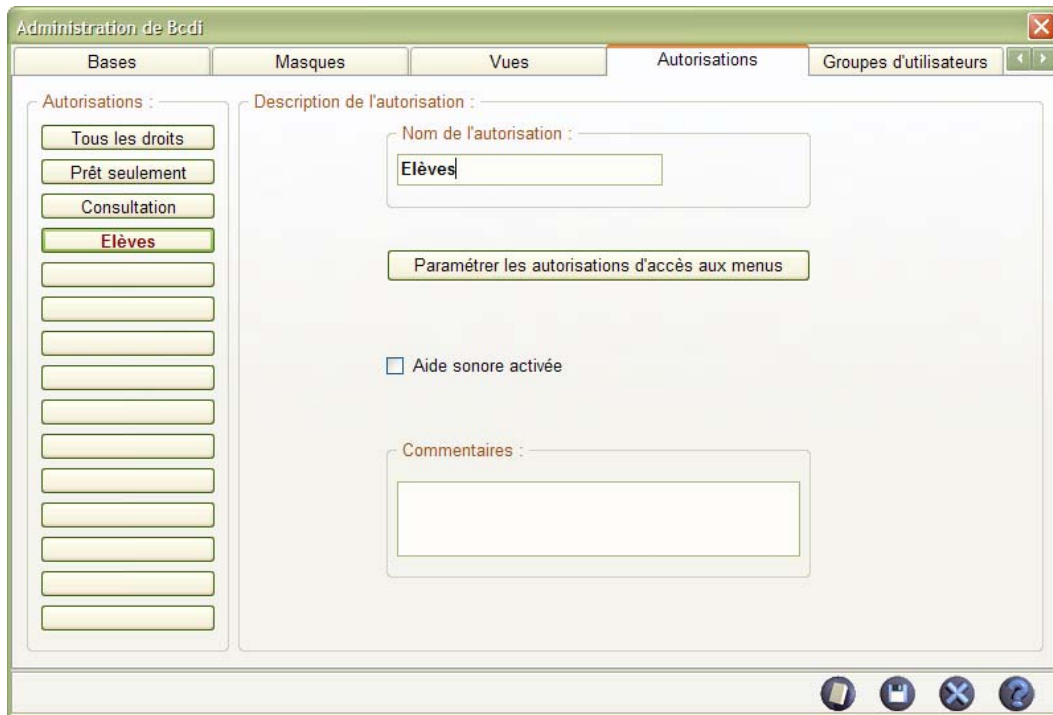 Administration de Bcdi
Bases
Masques
Vues
Autorisations
Groupes d'utilisateurs
Autorisations :
Tous les droits
Prêt seulement
Consultation
Elèves
Description de l'autorisation :
Nom de l'autorisation :
Elèves
Paramétrer les autorisations d'accès aux menus
Aide sonore activée
Commentaires :
?